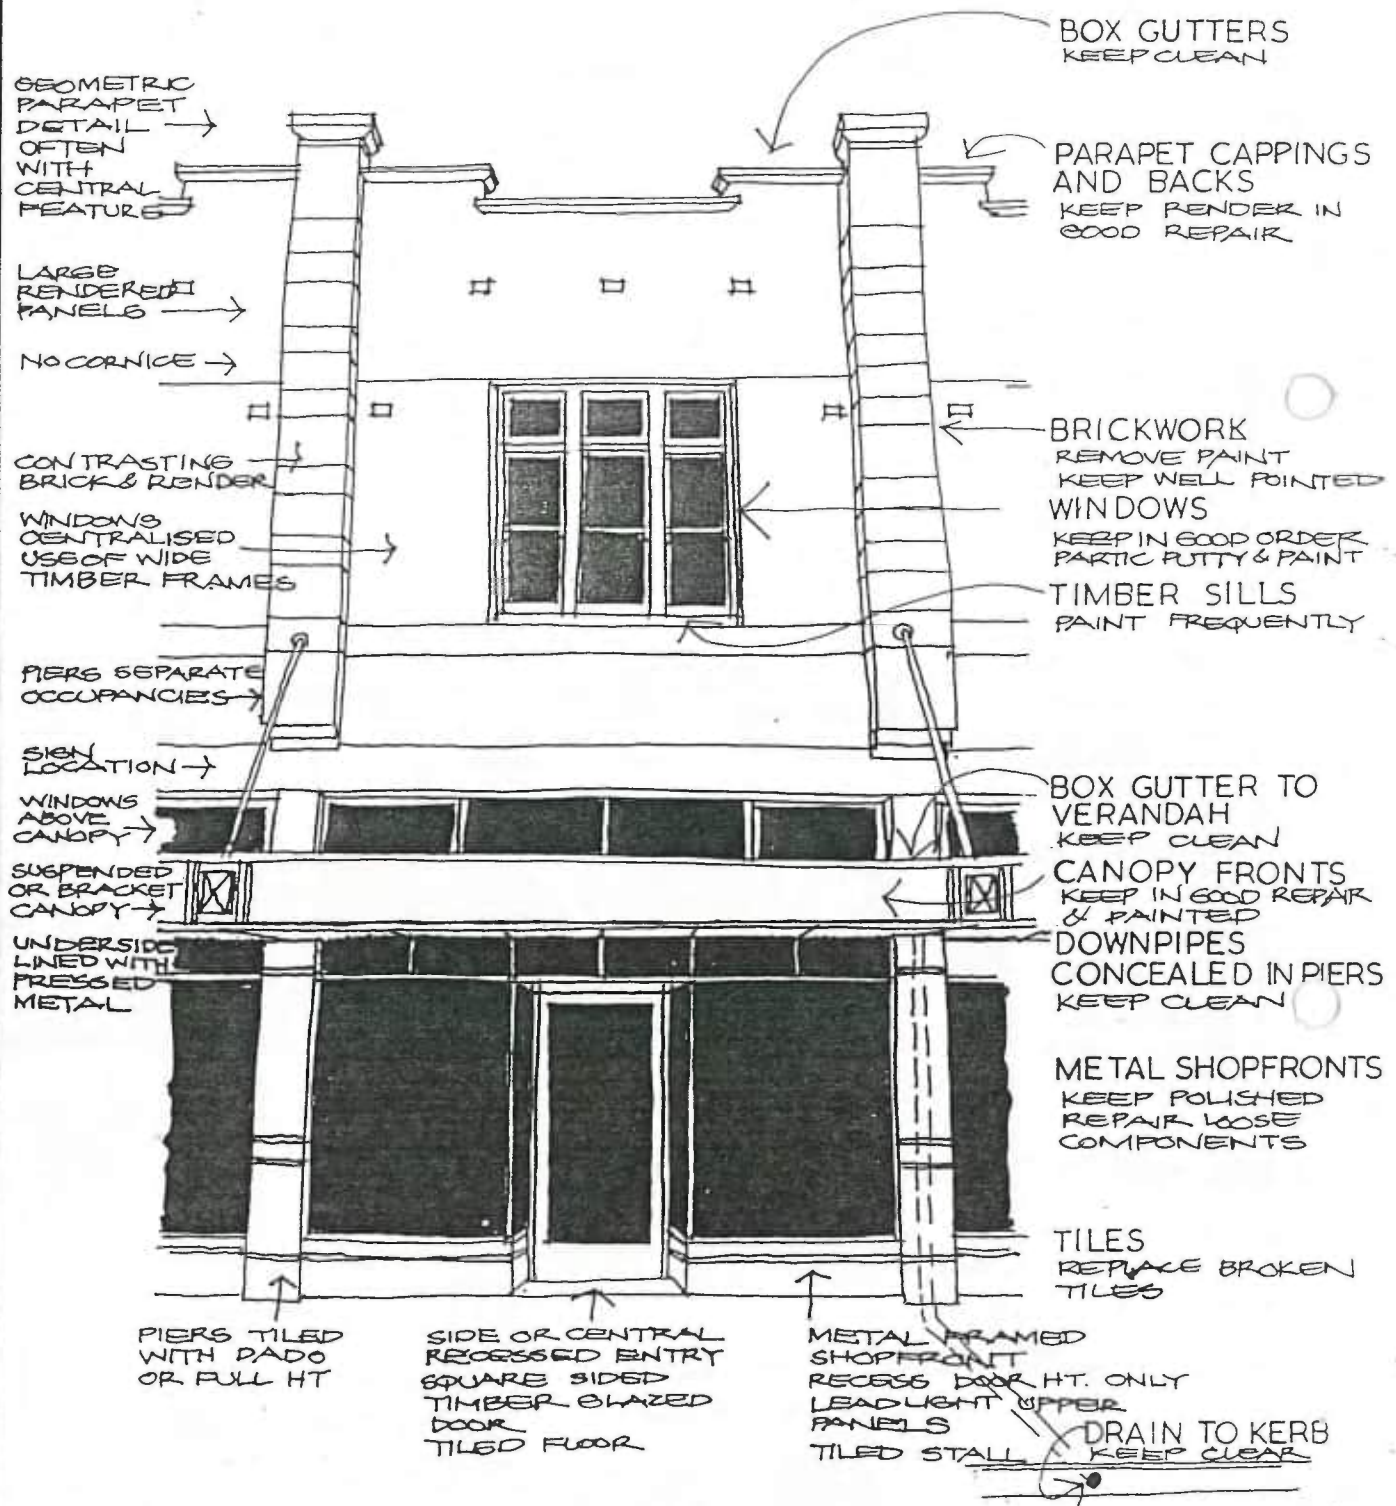 GEOMETRIC
PARAPET
DETAIL
OFTEN
WITH
CENTRAL
FEATURE
LARGE
RENDERED
PANELS
NO CORNICE
CONTRASTING
BRICK & RENDER
WINDOWS
CENTRALISED
USE OF WIDE
TIMBER FRAMES
PIERS SEPARATE
OCCUPANCIES
SIGN
LOCATION
WINDOWS
ABOVE
CANOPY
SUSPENDED
OR BRACKET
CANOPY
UNDERSIDE
LINED WITH
PRESSED
METAL
BOX GUTTERS
KEEP CLEAN
PARAPET CAPPINGS
AND BACKS
KEEP RENDER IN
GOOD REPAIR
BRICKWORK
REMOVE PAINT
KEEP WELL POINTED
WINDOWS
KEEP IN GOOD ORDER
PARTIC PUTTY & PAINT
TIMBER SILLS
PAINT FREQUENTLY
BOX GUTTER TO
VERANDAH
KEEP CLEAN
CANOPY FRONTS
KEEP IN GOOD REPAIR
& PAINTED
DOWNPIPES
CONCEALED IN PIERS
KEEP CLEAN
METAL SHOPFRONTS
KEEP POLISHED
REPAIR LOOSE
COMPONENTS
TILES
REPLACE BROKEN
TILES
PIERS TILED
WITH DADO
OR FULL HT
SIDE OR CENTRAL
RECESSED ENTRY
SQUARE SIDED
TIMBER GLAZED
DOOR
TILED FLOOR
METAL FRAMED
SHOPFRONT
RECESS DOOR HT. ONLY
LEADLIGHT UPPER
PANELS
TILED STALL
DRAIN TO KERB
KEEP CLEAR